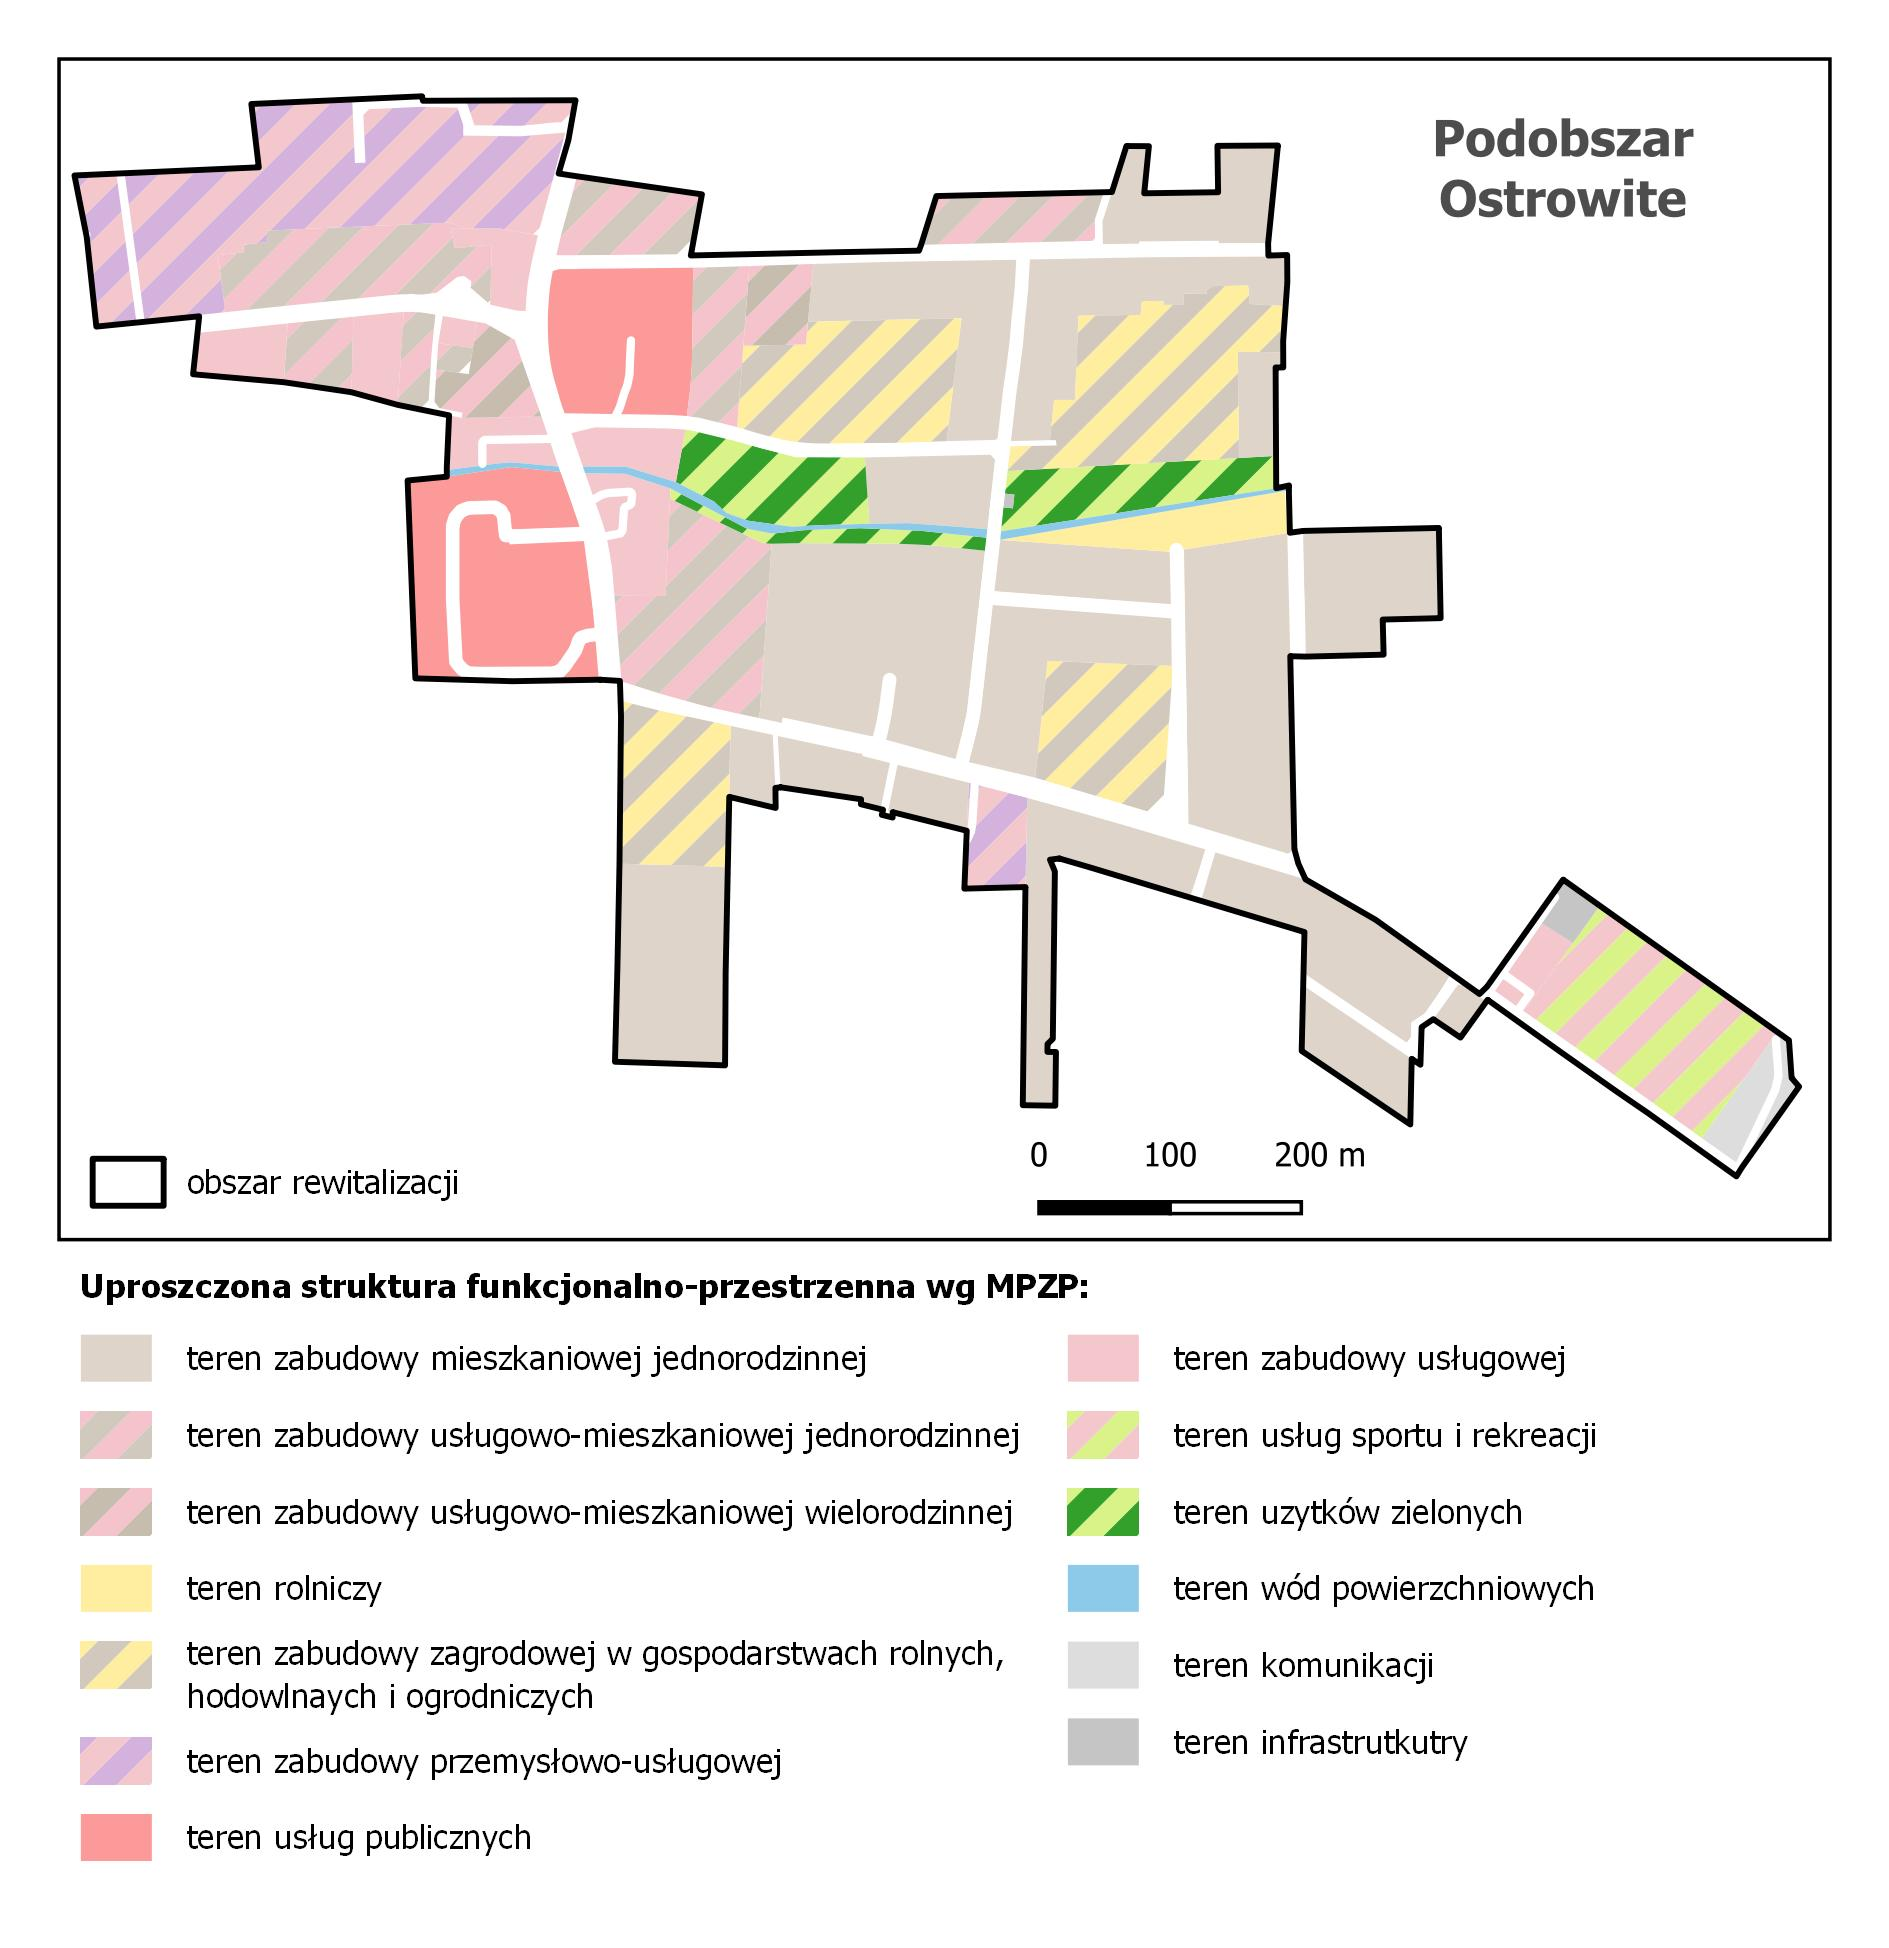 Podobszar
Ostrowite
0 100 200 m
obszar rewitalizacji
Uproszczona struktura funkcjonalno-przestrzenna wg MPZP:
teren zabudowy mieszkaniowej jednorodzinnej
teren zabudowy usługowo-mieszkaniowej jednorodzinnej
teren zabudowy usługowo-mieszkaniowej wielorodzinnej
teren rolniczy
teren zabudowy zagrodowej w gospodarstwach rolnych,
hodowlnaych i ogrodniczych
teren zabudowy przemysłowo-usługowej
teren usług publicznych
teren zabudowy usługowej
teren usług sportu i rekreacji
teren uzytków zielonych
teren wód powierzchniowych
teren komunikacji
teren infrastrutkutry